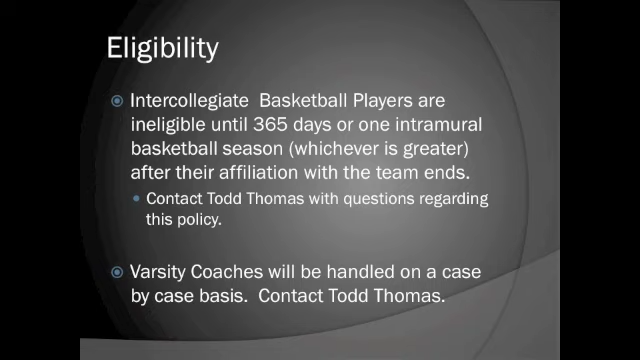 Eligibility
Intercollegiate  Basketball Players are
ineligible until 365 days or one intramural
basketball season (whichever is greater)
after their affiliation with the team ends.
Contact Todd Thomas with questions regarding
this policy.
Varsity Coaches will be handled on a case
by case basis.  Contact Todd Thomas.